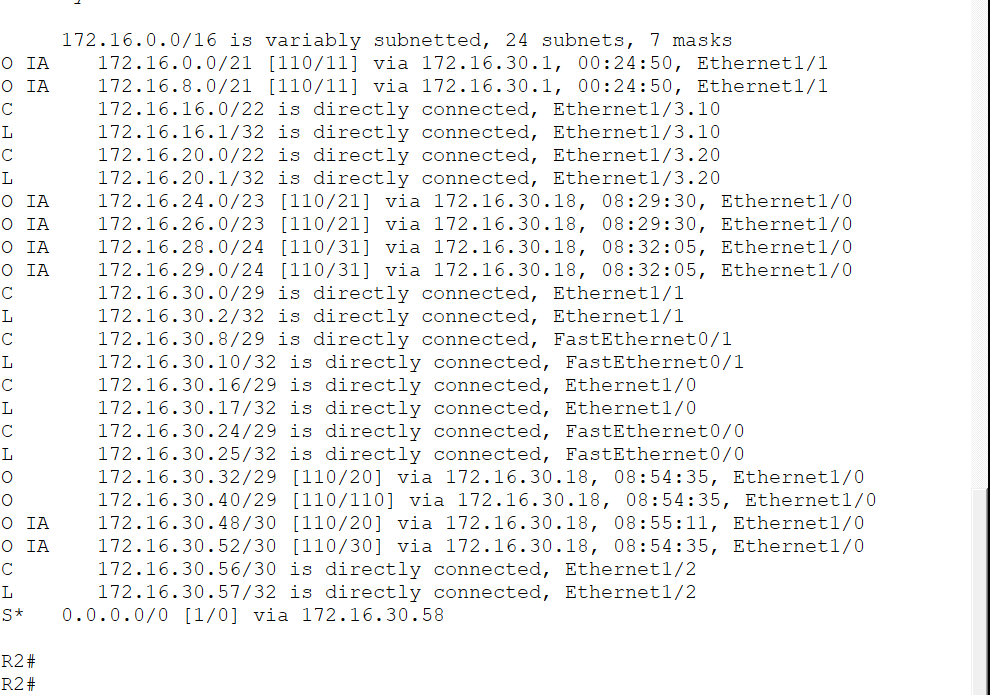 172.16.0.0/16 is variably subnetted, 24 subnets, 7 masks
O IA    172.16.0.0/21 [110/11] via 172.16.30.1, 00:24:50, Ethernet1/1
O IA    172.16.8.0/21 [110/11] via 172.16.30.1, 00:24:50, Ethernet1/1
C       172.16.16.0/22 is directly connected, Ethernet1/3.10
L       172.16.16.1/32 is directly connected, Ethernet1/3.10
C       172.16.20.0/22 is directly connected, Ethernet1/3.20
L       172.16.20.1/32 is directly connected, Ethernet1/3.20
O IA    172.16.24.0/23 [110/21] via 172.16.30.18, 08:29:30, Ethernet1/0
O IA    172.16.26.0/23 [110/21] via 172.16.30.18, 08:29:30, Ethernet1/0
O IA    172.16.28.0/24 [110/31] via 172.16.30.18, 08:32:05, Ethernet1/0
O IA    172.16.29.0/24 [110/31] via 172.16.30.18, 08:32:05, Ethernet1/0
C       172.16.30.0/29 is directly connected, Ethernet1/1
L       172.16.30.2/32 is directly connected, Ethernet1/1
C       172.16.30.8/29 is directly connected, FastEthernet0/1
L       172.16.30.10/32 is directly connected, FastEthernet0/1
C       172.16.30.16/29 is directly connected, Ethernet1/0
L       172.16.30.17/32 is directly connected, Ethernet1/0
C       172.16.30.24/29 is directly connected, FastEthernet0/0
L       172.16.30.25/32 is directly connected, FastEthernet0/0
O       172.16.30.32/29 [110/20] via 172.16.30.18, 08:54:35, Ethernet1/0
O       172.16.30.40/29 [110/110] via 172.16.30.18, 08:54:35, Ethernet1/0
O IA    172.16.30.48/30 [110/20] via 172.16.30.18, 08:55:11, Ethernet1/0
O IA    172.16.30.52/30 [110/30] via 172.16.30.18, 08:54:35, Ethernet1/0
C       172.16.30.56/30 is directly connected, Ethernet1/2
L       172.16.30.57/32 is directly connected, Ethernet1/2
S*   0.0.0.0/0 [1/0] via 172.16.30.58
R2#
R2#